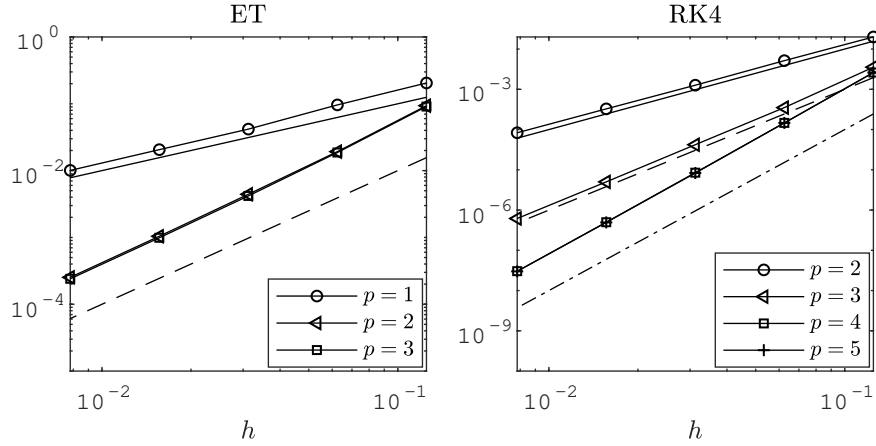 ET
10^0
10^-2
10^-4
10^-2
10^-1
h
p = 1
p = 2
p = 3
RK4
10^-3
10^-6
10^-9
10^-2
10^-1
h
p = 2
p = 3
p = 4
p = 5